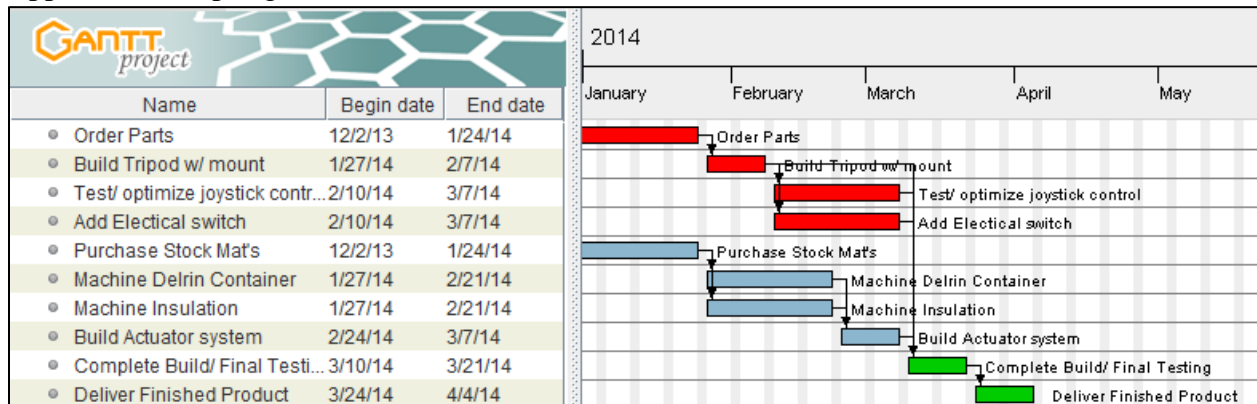 GANTT
project
2014
January February March April May
Name Begin date End date
Order Parts 12/2/13 1/24/14 Order Parts
Build Tripod w/ mount 1/27/14 2/7/14 Build Tripod w/ mount
Test/ optimize joystick contr... 2/10/14 3/7/14 Test/ optimize joystick control
Add Electical switch 2/10/14 3/7/14 Add Electical switch
Purchase Stock Mat's 12/2/13 1/24/14 Purchase Stock Mat's
Machine Delrin Container 1/27/14 2/21/14 Machine Delrin Container
Machine Insulation 1/27/14 2/21/14 Machine Insulation
Build Actuator system 2/24/14 3/7/14 Build Actuator system
Complete Build/ Final Testi... 3/10/14 3/21/14 Complete Build/ Final Testing
Deliver Finished Product 3/24/14 4/4/14 Deliver Finished Product